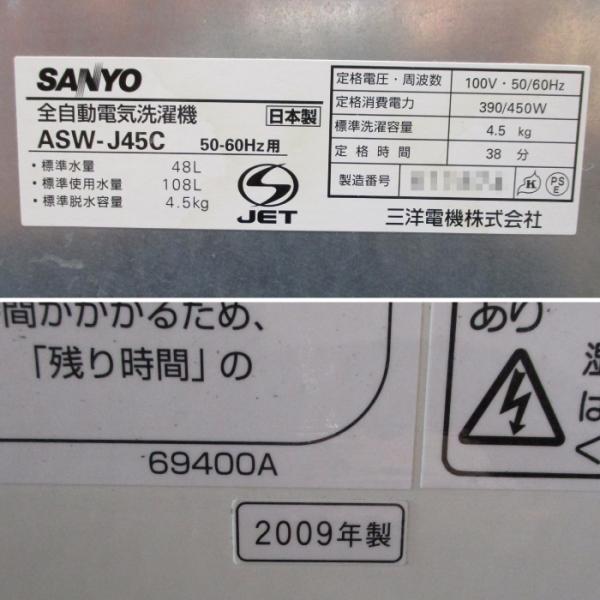 SANYO
全自動電気洗濯機 日本製
ASW-J45C 50-60Hz用
・標準水量 48L
・標準使用水量 108L
・標準脱水容量 4.5kg
S
JET
定格電圧・周波数 100V・50/60Hz
定格消費電力 390/450W
標準洗濯容量 4.5 kg
定格時間 38 分
製造番号
K
PS
E
三洋電機株式会社
間がかかるため、
「残り時間」の
69400A
あり
湿
は
く
2009年製